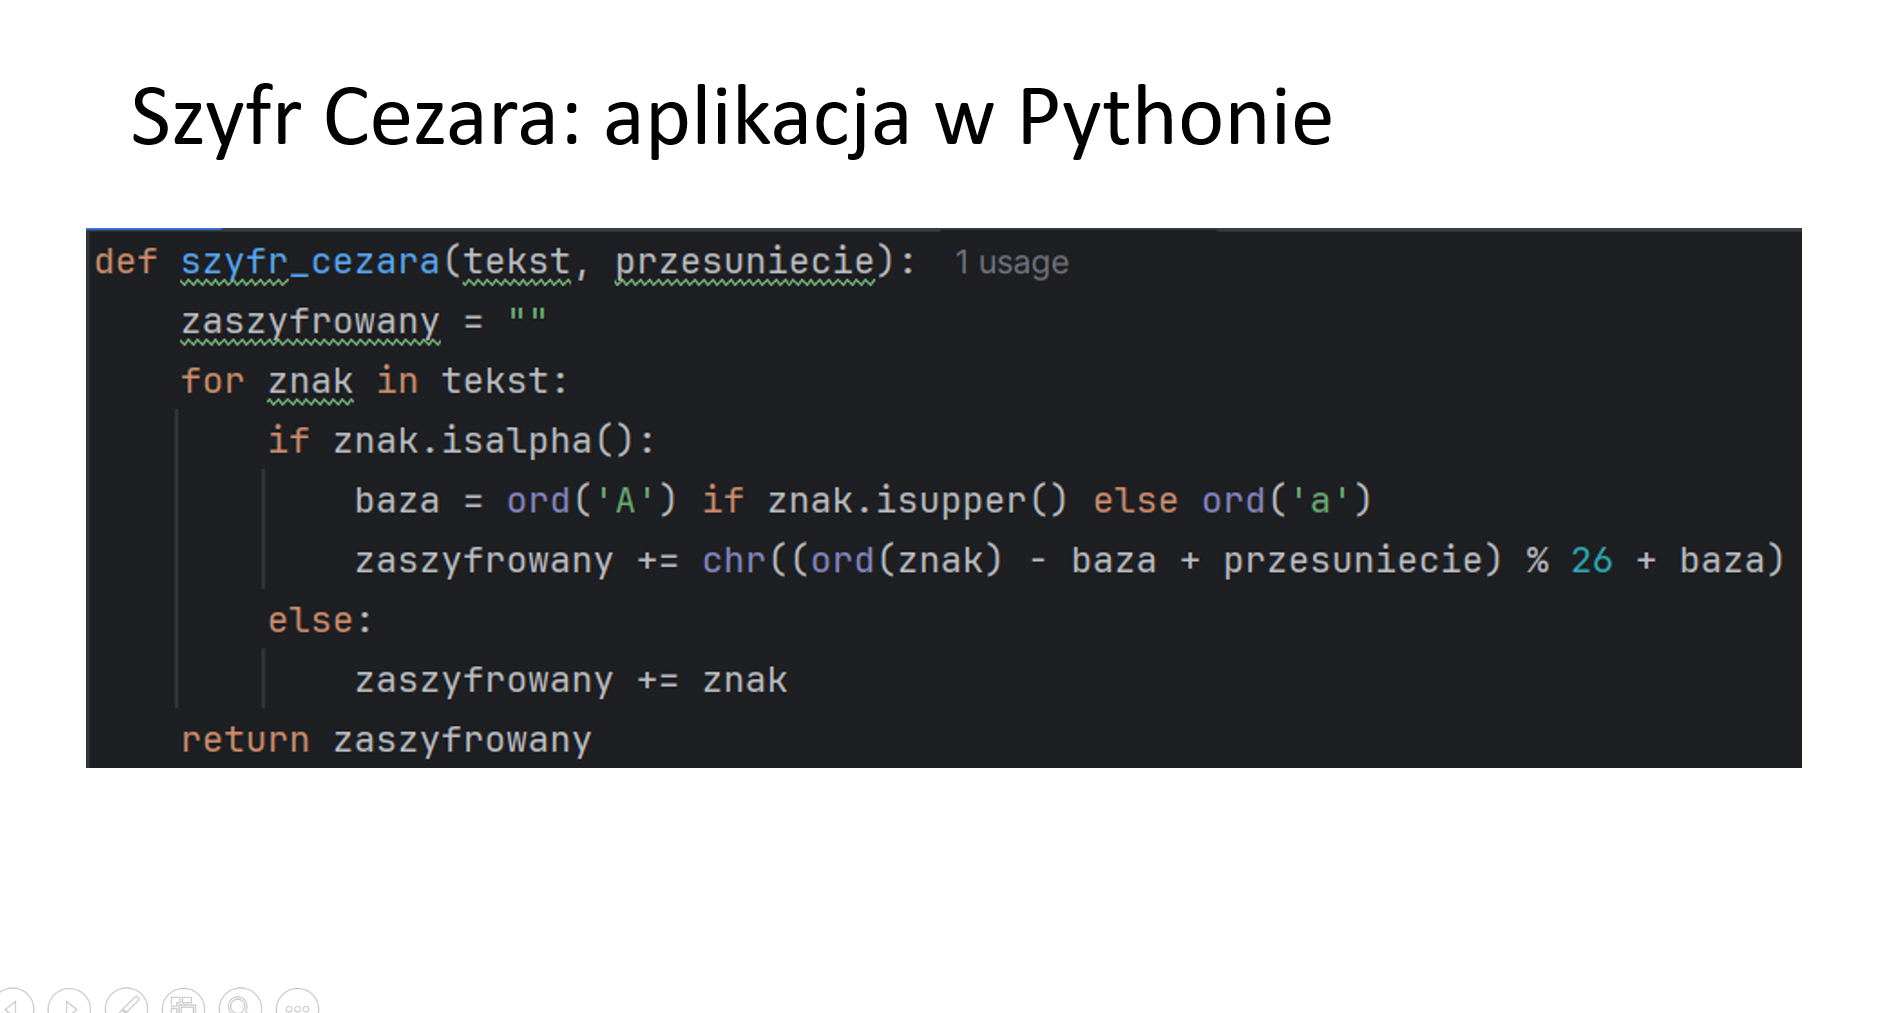 Szyfr Cezara: aplikacja w Pythonie
def szyfr_cezara(tekst, przesuniecie): 1 usage
    zaszyfrowany = ""
    for znak in tekst:
        if znak.isalpha():
            baza = ord('A') if znak.isupper() else ord('a')
            zaszyfrowany += chr((ord(znak) - baza + przesuniecie) % 26 + baza)
        else:
            zaszyfrowany += znak
    return zaszyfrowany